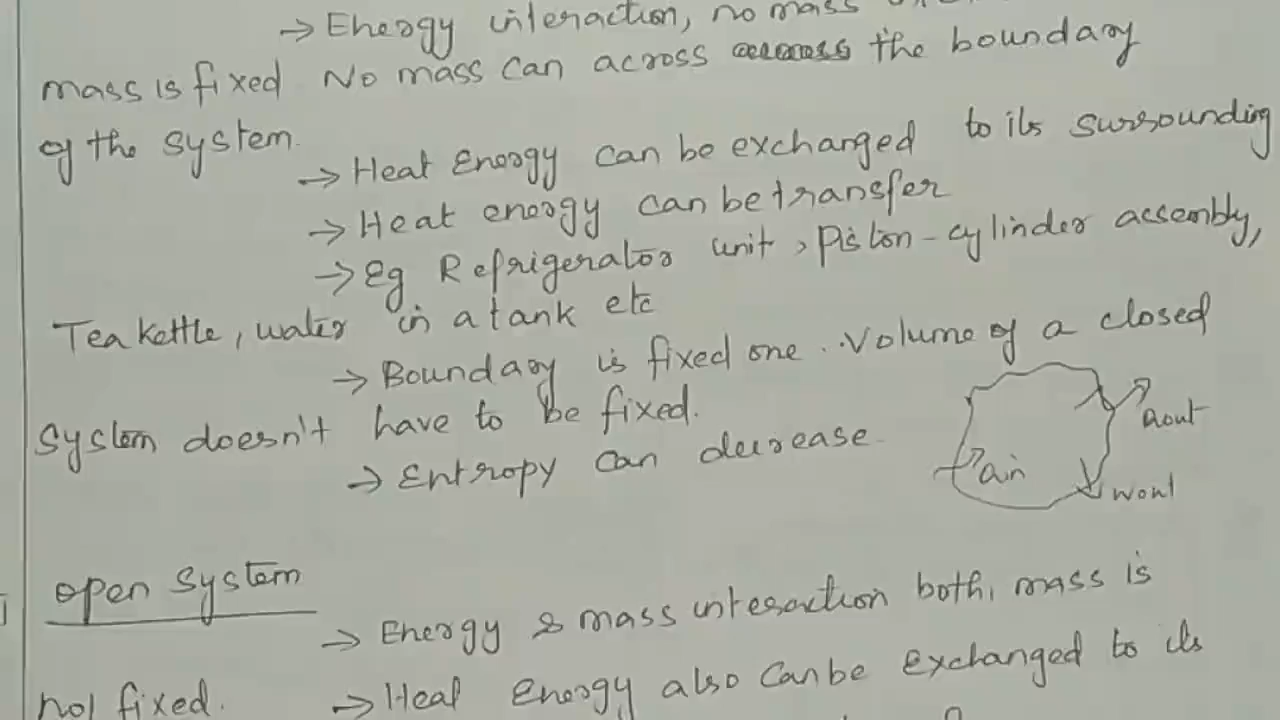 → Energy interaction, no mass
mass is fixed No mass can across the boundary
of the system.
→ Heat Energy can be exchanged to its surrounding
→ Heat energy can be transfer
→ Eg Refrigerator unit, Piston-cylinder assembly,
Tea kettle, water in a tank etc
→ Boundary is fixed one. Volume of a closed
System doesn't have to be fixed.
→ Entropy can decrease.
aout
ain
wout
open system
→ Energy & mass interaction both, mass is
not fixed.
→ Heat Energy also can be exchanged to its